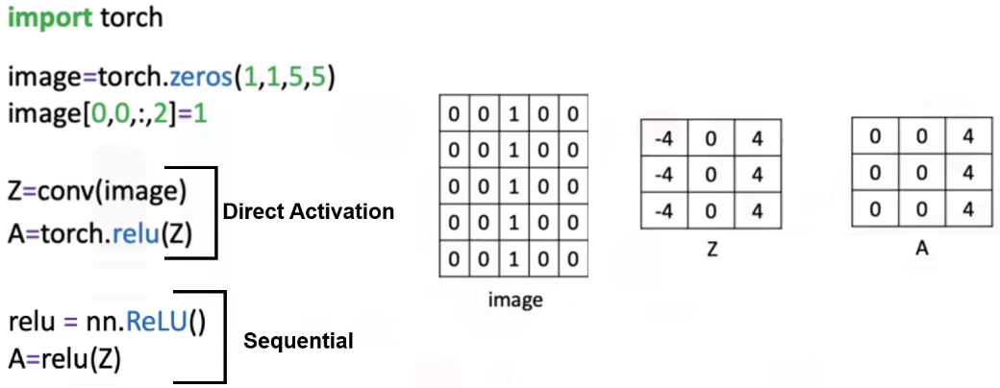 import torch
image=torch.zeros(1,1,5,5)
image[0,0,:,2]=1
Z=conv(image)
A=torch.relu(Z)
Direct Activation
relu = nn.ReLU()
A=relu(Z)
Sequential
0 0 1 0 0
0 0 1 0 0
0 0 1 0 0
0 0 1 0 0
0 0 1 0 0
image
-4 0 4
-4 0 4
-4 0 4
Z
0 0 4
0 0 4
0 0 4
A